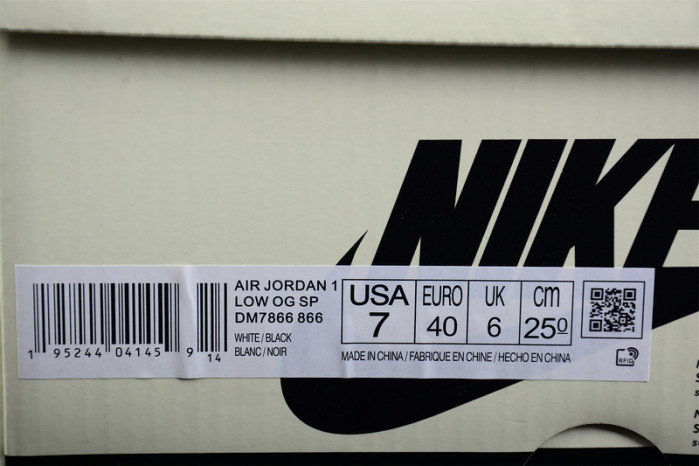 NIKE
AIR JORDAN 1
LOW OG SP
DM7866 866
WHITE / BLACK
BLANC / NOIR
USA
7
EURO
40
UK
6
cm
25.0
MADE IN CHINA / FABRIQUE EN CHINE / HECHO EN CHINA
1 95244 04145 9 14
RFID